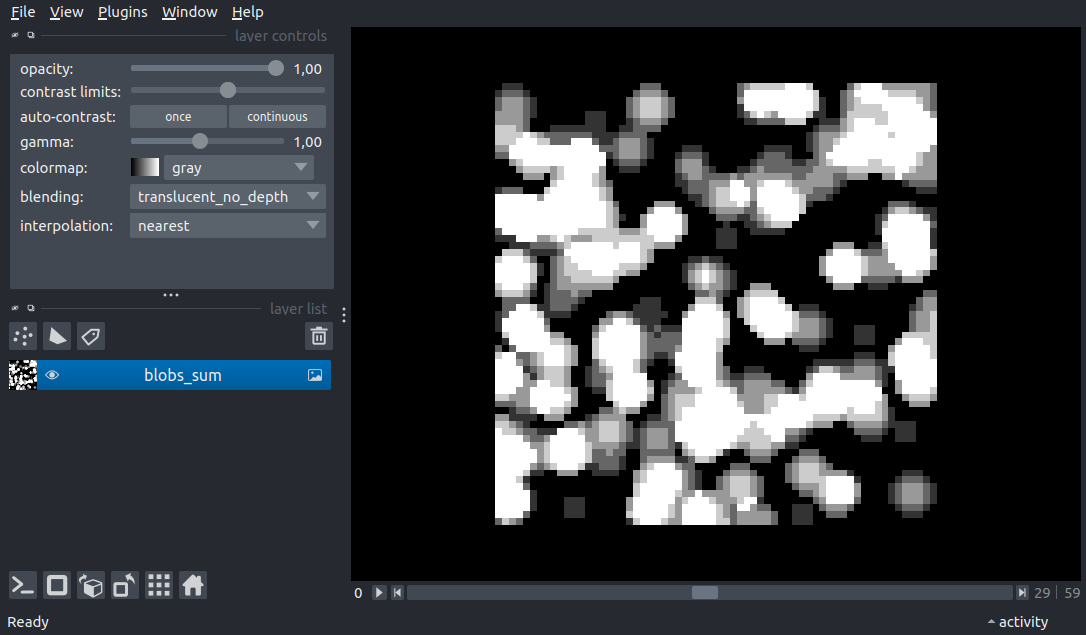 File View Plugins Window Help
layer controls
opacity: 1,00
contrast limits:
auto-contrast: once continuous
gamma: 1,00
colormap: gray
blending: translucent_no_depth
interpolation: nearest
layer list
blobs_sum
0 29 59
Ready activity